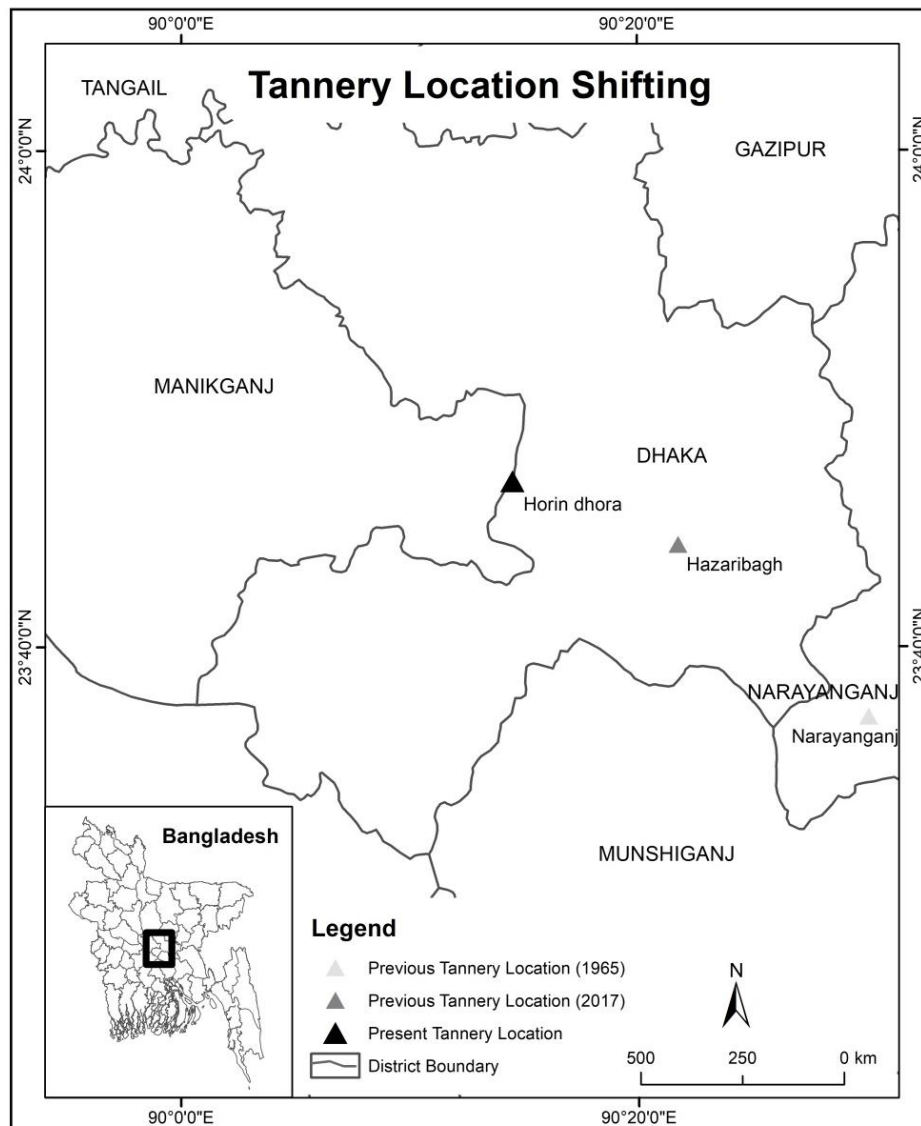 90°0'0"E
90°20'0"E
Tannery Location Shifting
TANGAIL
GAZIPUR
24°0'0"N
24°0'0"N
MANIKGANJ
DHAKA
Horin dhora
Hazaribagh
23°40'0"N
23°40'0"N
NARAYANGANJ
Narayanganj
MUNSHIGANJ
Bangladesh
Legend
Previous Tannery Location (1965)
Previous Tannery Location (2017)
Present Tannery Location
District Boundary
N
500 250 0 km
90°0'0"E
90°20'0"E